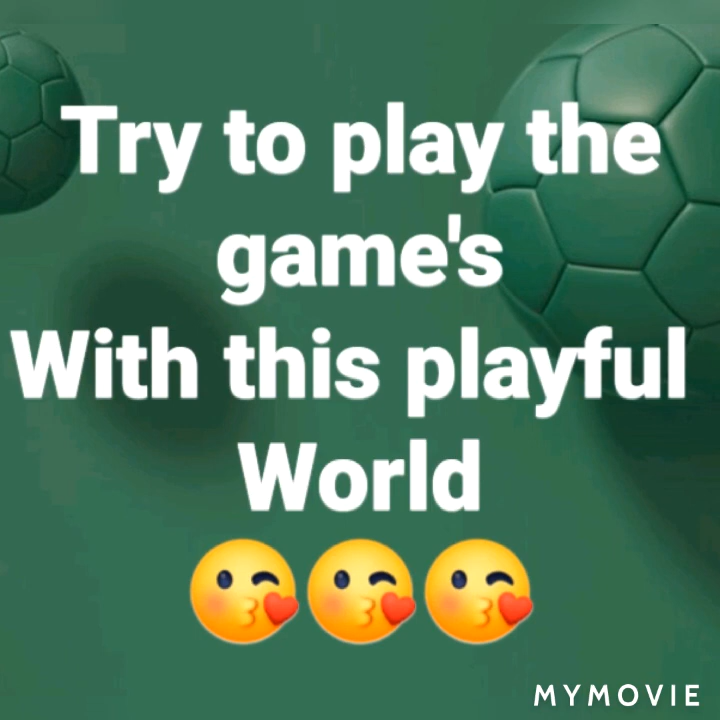 Try to play the
game's
With this playful
World
😘😘😘
MYMOVIE